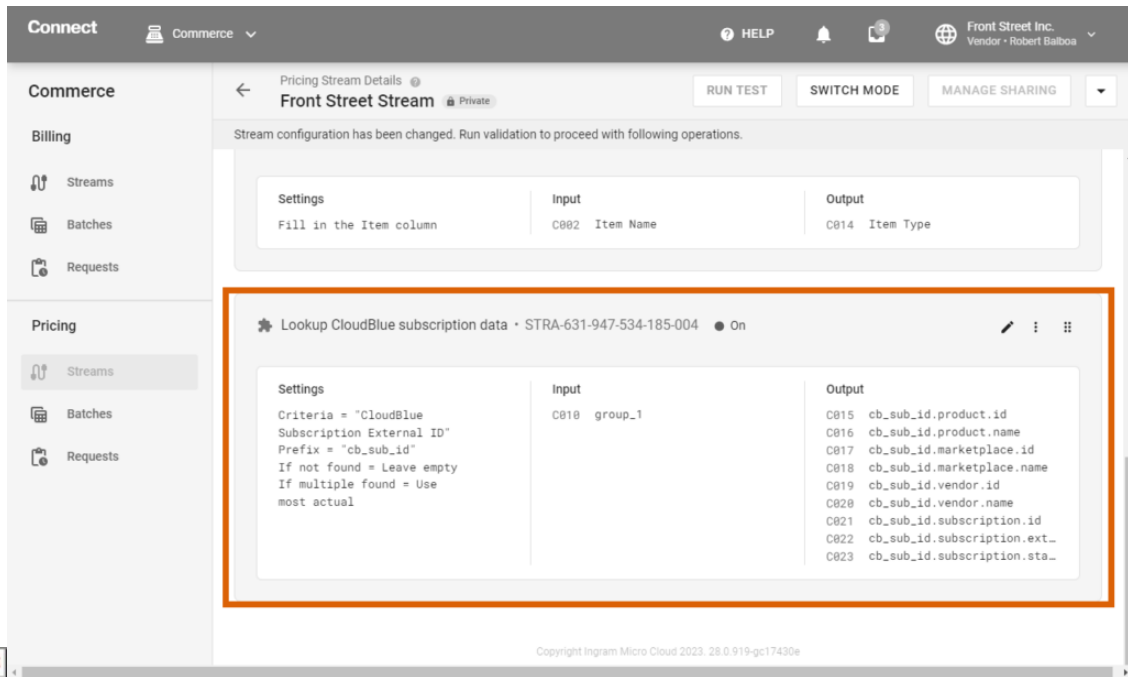 Connect
Commerce
HELP
3
Front Street Inc.
Vendor • Robert Balboa
Commerce
Pricing Stream Details
Front Street Stream Private
RUN TEST
SWITCH MODE
MANAGE SHARING
Billing
Stream configuration has been changed. Run validation to proceed with following operations.
Streams
Batches
Requests
Settings
Fill in the Item column
Input
C002 Item Name
Output
C014 Item Type
Pricing
Streams
Batches
Requests
Lookup CloudBlue subscription data • STRA-631-947-534-185-004 On
Settings
Criteria = "CloudBlue
Subscription External ID"
Prefix = "cb_sub_id"
If not found = Leave empty
If multiple found = Use
most actual
Input
C010 group_1
Output
C015 cb_sub_id.product.id
C016 cb_sub_id.product.name
C017 cb_sub_id.marketplace.id
C018 cb_sub_id.marketplace.name
C019 cb_sub_id.vendor.id
C020 cb_sub_id.vendor.name
C021 cb_sub_id.subscription.id
C022 cb_sub_id.subscription.ext…
C023 cb_sub_id.subscription.sta…
Copyright Ingram Micro Cloud 2023. 28.0.919-gc17430e